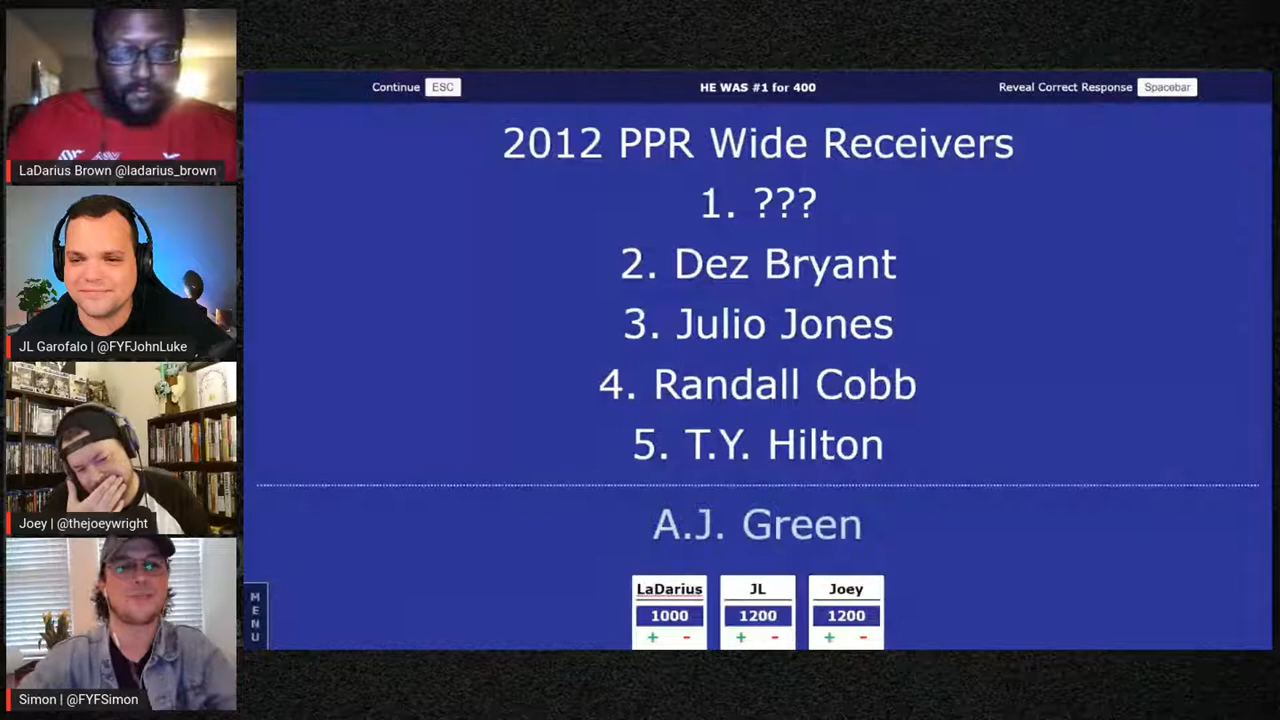 LaDarius Brown @ladarius_brown
JL Garofalo | @FYFJohnLuke
Joey | @thejoeywright
Simon | @FYFSimon
Continue ESC
HE WAS #1 for 400
Reveal Correct Response Spacebar
2012 PPR Wide Receivers
1. ???
2. Dez Bryant
3. Julio Jones
4. Randall Cobb
5. T.Y. Hilton
A.J. Green
MENU
LaDarius JL Joey
1000 1200 1200
+ - + - + -